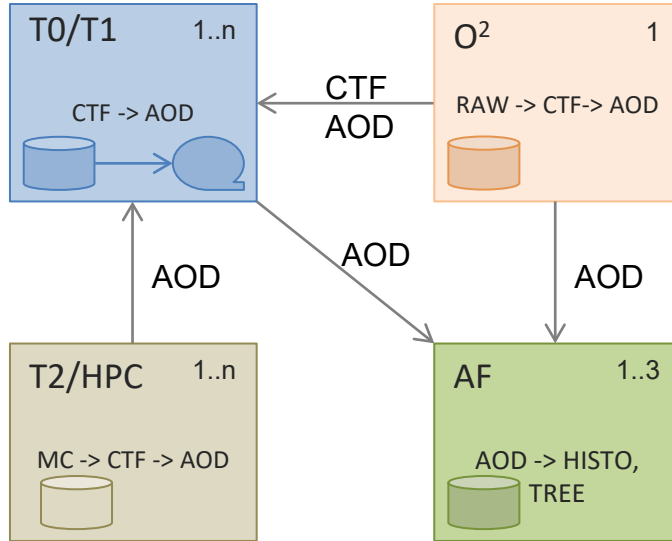 T0/T1 1..n
CTF -> AOD
O² 1
RAW -> CTF-> AOD
CTF
AOD
AOD
AOD
AOD
T2/HPC 1..n
MC -> CTF -> AOD
AF 1..3
AOD -> HISTO,
TREE